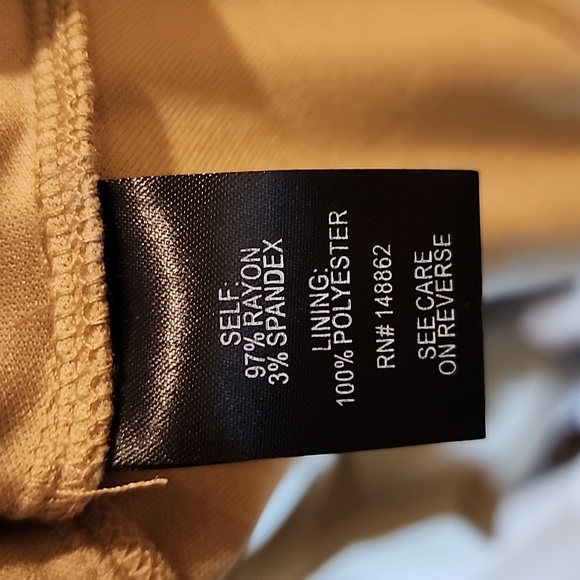 SELF:
97% RAYON
3% SPANDEX
LINING:
100% POLYESTER
RN# 148862
SEE CARE
ON REVERSE